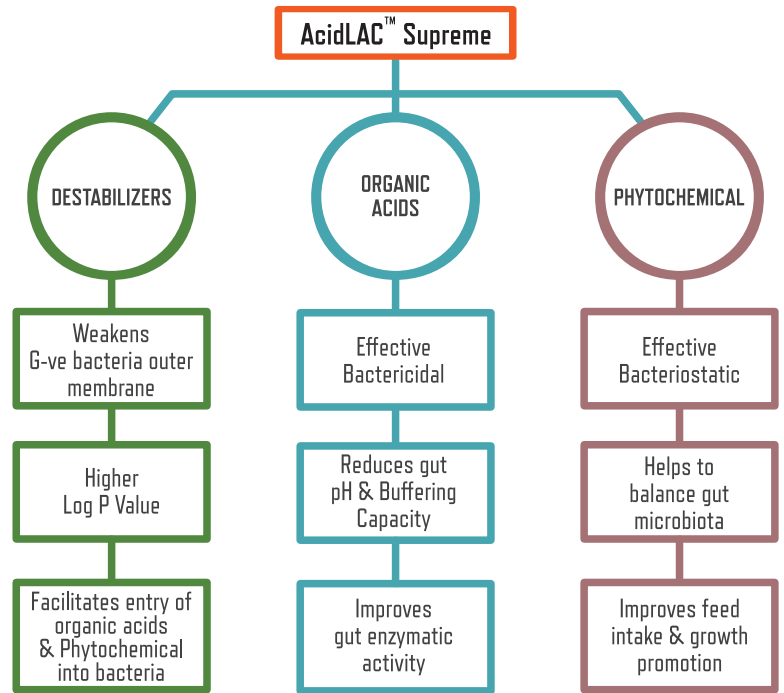 AcidLAC™ Supreme
DESTABILIZERS
ORGANIC
ACIDS
PHYTOCHEMICAL
Weakens
G-ve bacteria outer
membrane
Effective
Bactericidal
Effective
Bacteriostatic
Higher
Log P Value
Reduces gut
pH & Buffering
Capacity
Helps to
balance gut
microbiota
Facilitates entry of
organic acids
& Phytochemical
into bacteria
Improves
gut enzymatic
activity
Improves feed
intake & growth
promotion